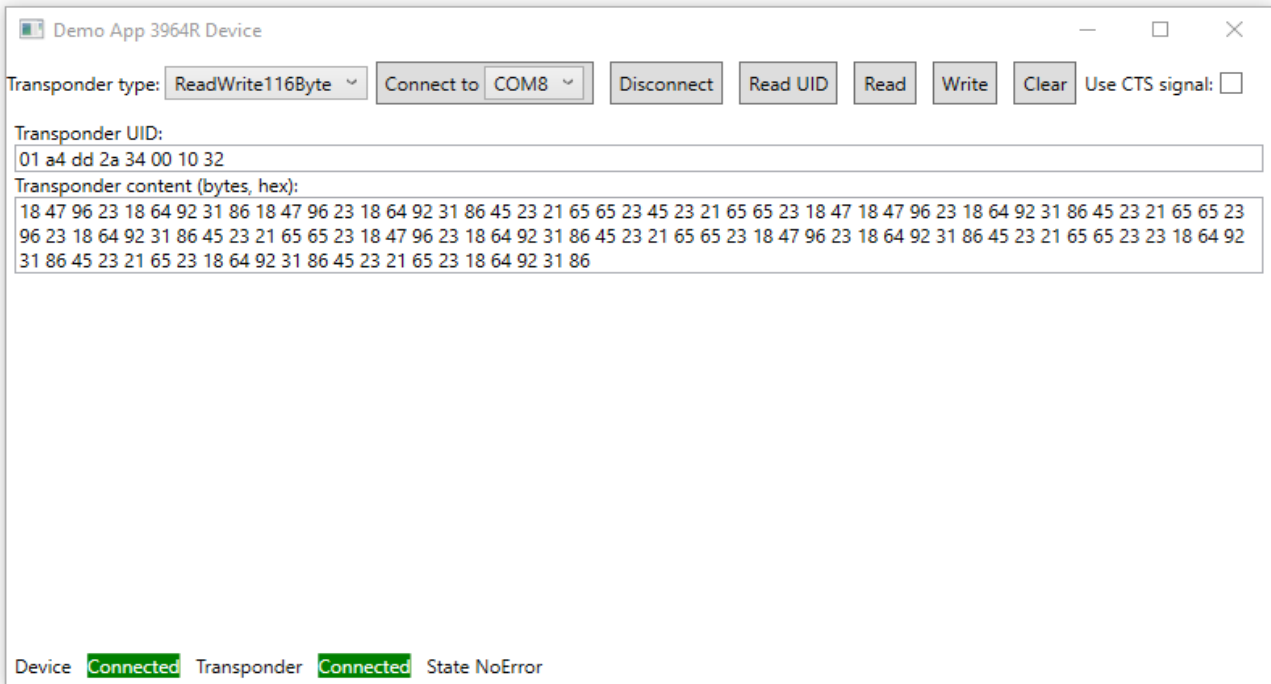 Demo App 3964R Device
Transponder type: ReadWrite116Byte Connect to COM8 Disconnect Read UID Read Write Clear Use CTS signal:
Transponder UID:
01 a4 dd 2a 34 00 10 32
Transponder content (bytes, hex):
18 47 96 23 18 64 92 31 86 18 47 96 23 18 64 92 31 86 45 23 21 65 65 23 45 23 21 65 65 23 18 47 18 47 96 23 18 64 92 31 86 45 23 21 65 65 23
96 23 18 64 92 31 86 45 23 21 65 65 23 18 47 96 23 18 64 92 31 86 45 23 21 65 65 23 18 47 96 23 18 64 92 31 86 45 23 21 65 65 23 23 18 64 92
31 86 45 23 21 65 23 18 64 92 31 86 45 23 21 65 23 18 64 92 31 86
Device Connected Transponder Connected State NoError